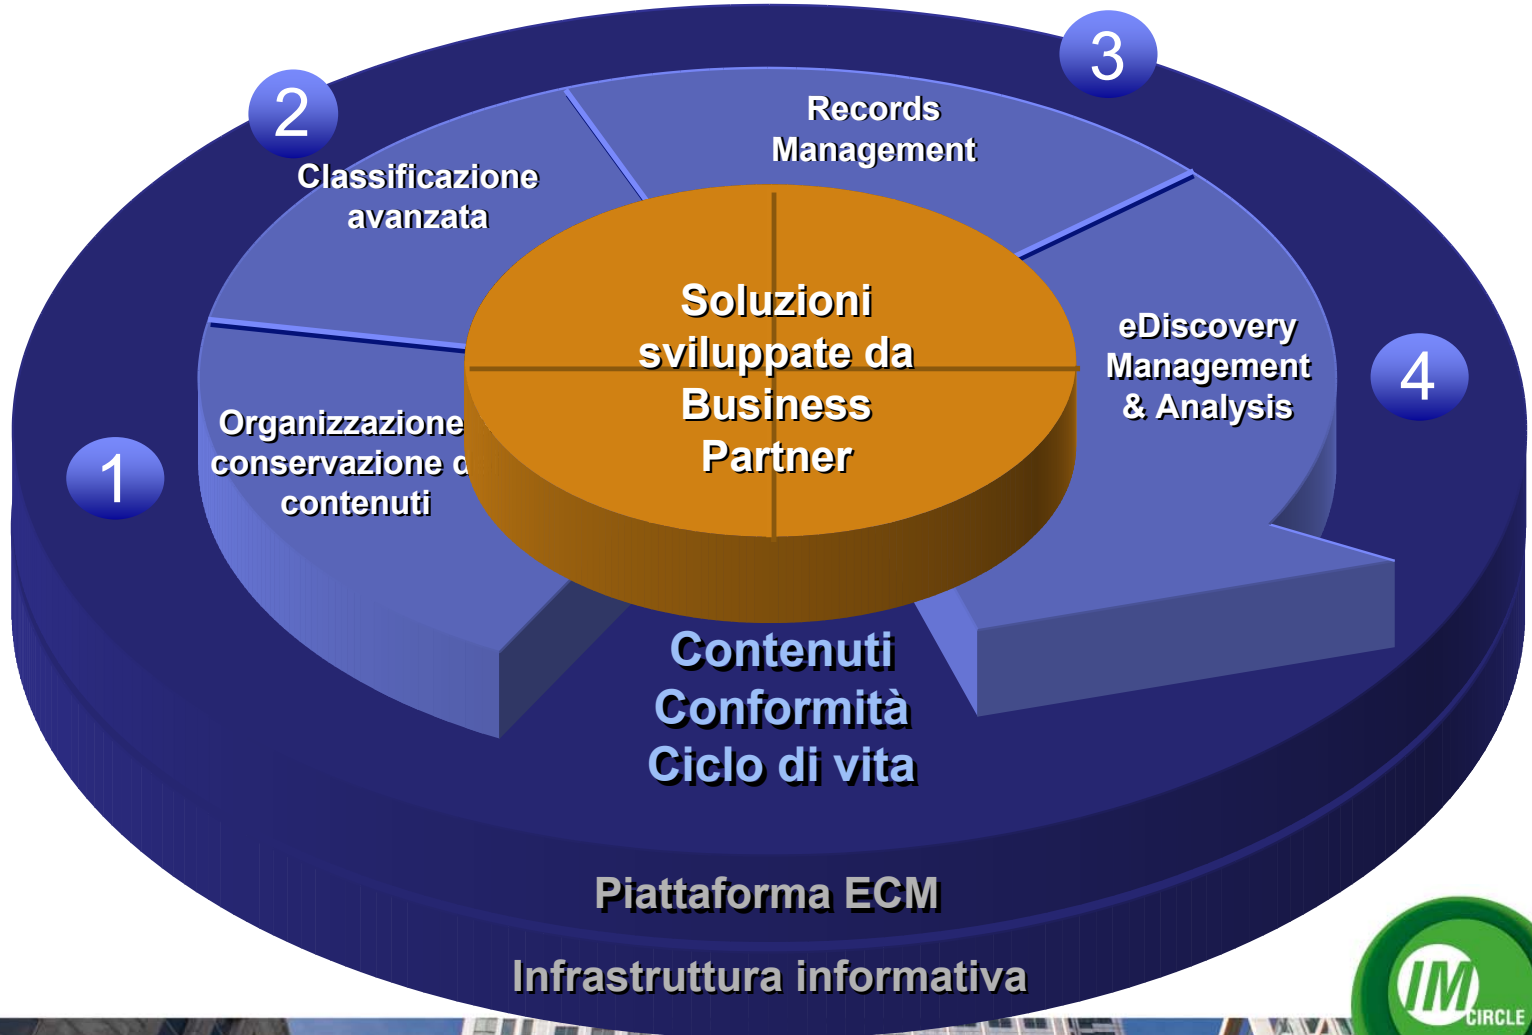 3
2
Records
Management
Classificazione
avanzata
Soluzioni
sviluppate da
Business
Partner
eDiscovery
Management
& Analysis
4
Organizzazione
conservazione
contenuti
1
Contenuti
Conformità
Ciclo di vita
Piattaforma ECM
Infrastruttura informativa
IM
CIRCLE